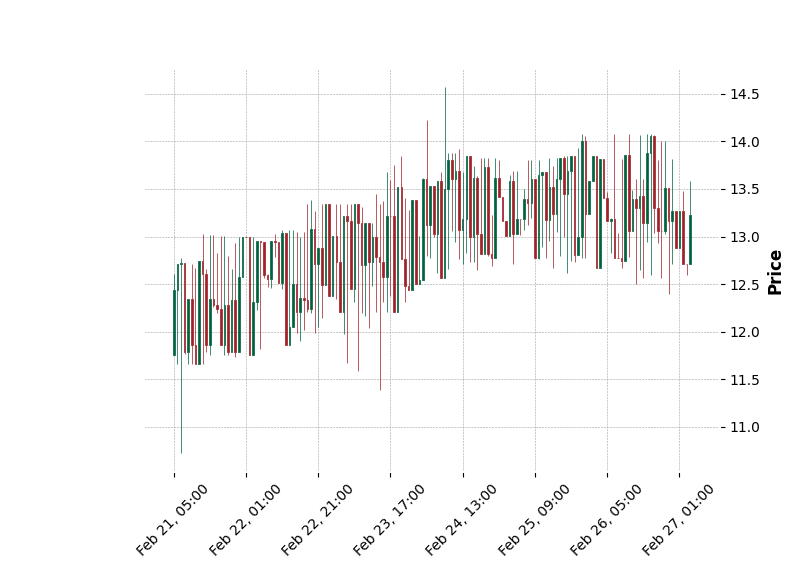 14.5
14.0
13.5
13.0
12.5
12.0
11.5
11.0
Price
Feb 21, 05:00
Feb 22, 01:00
Feb 22, 21:00
Feb 23, 17:00
Feb 24, 13:00
Feb 25, 09:00
Feb 26, 05:00
Feb 27, 01:00